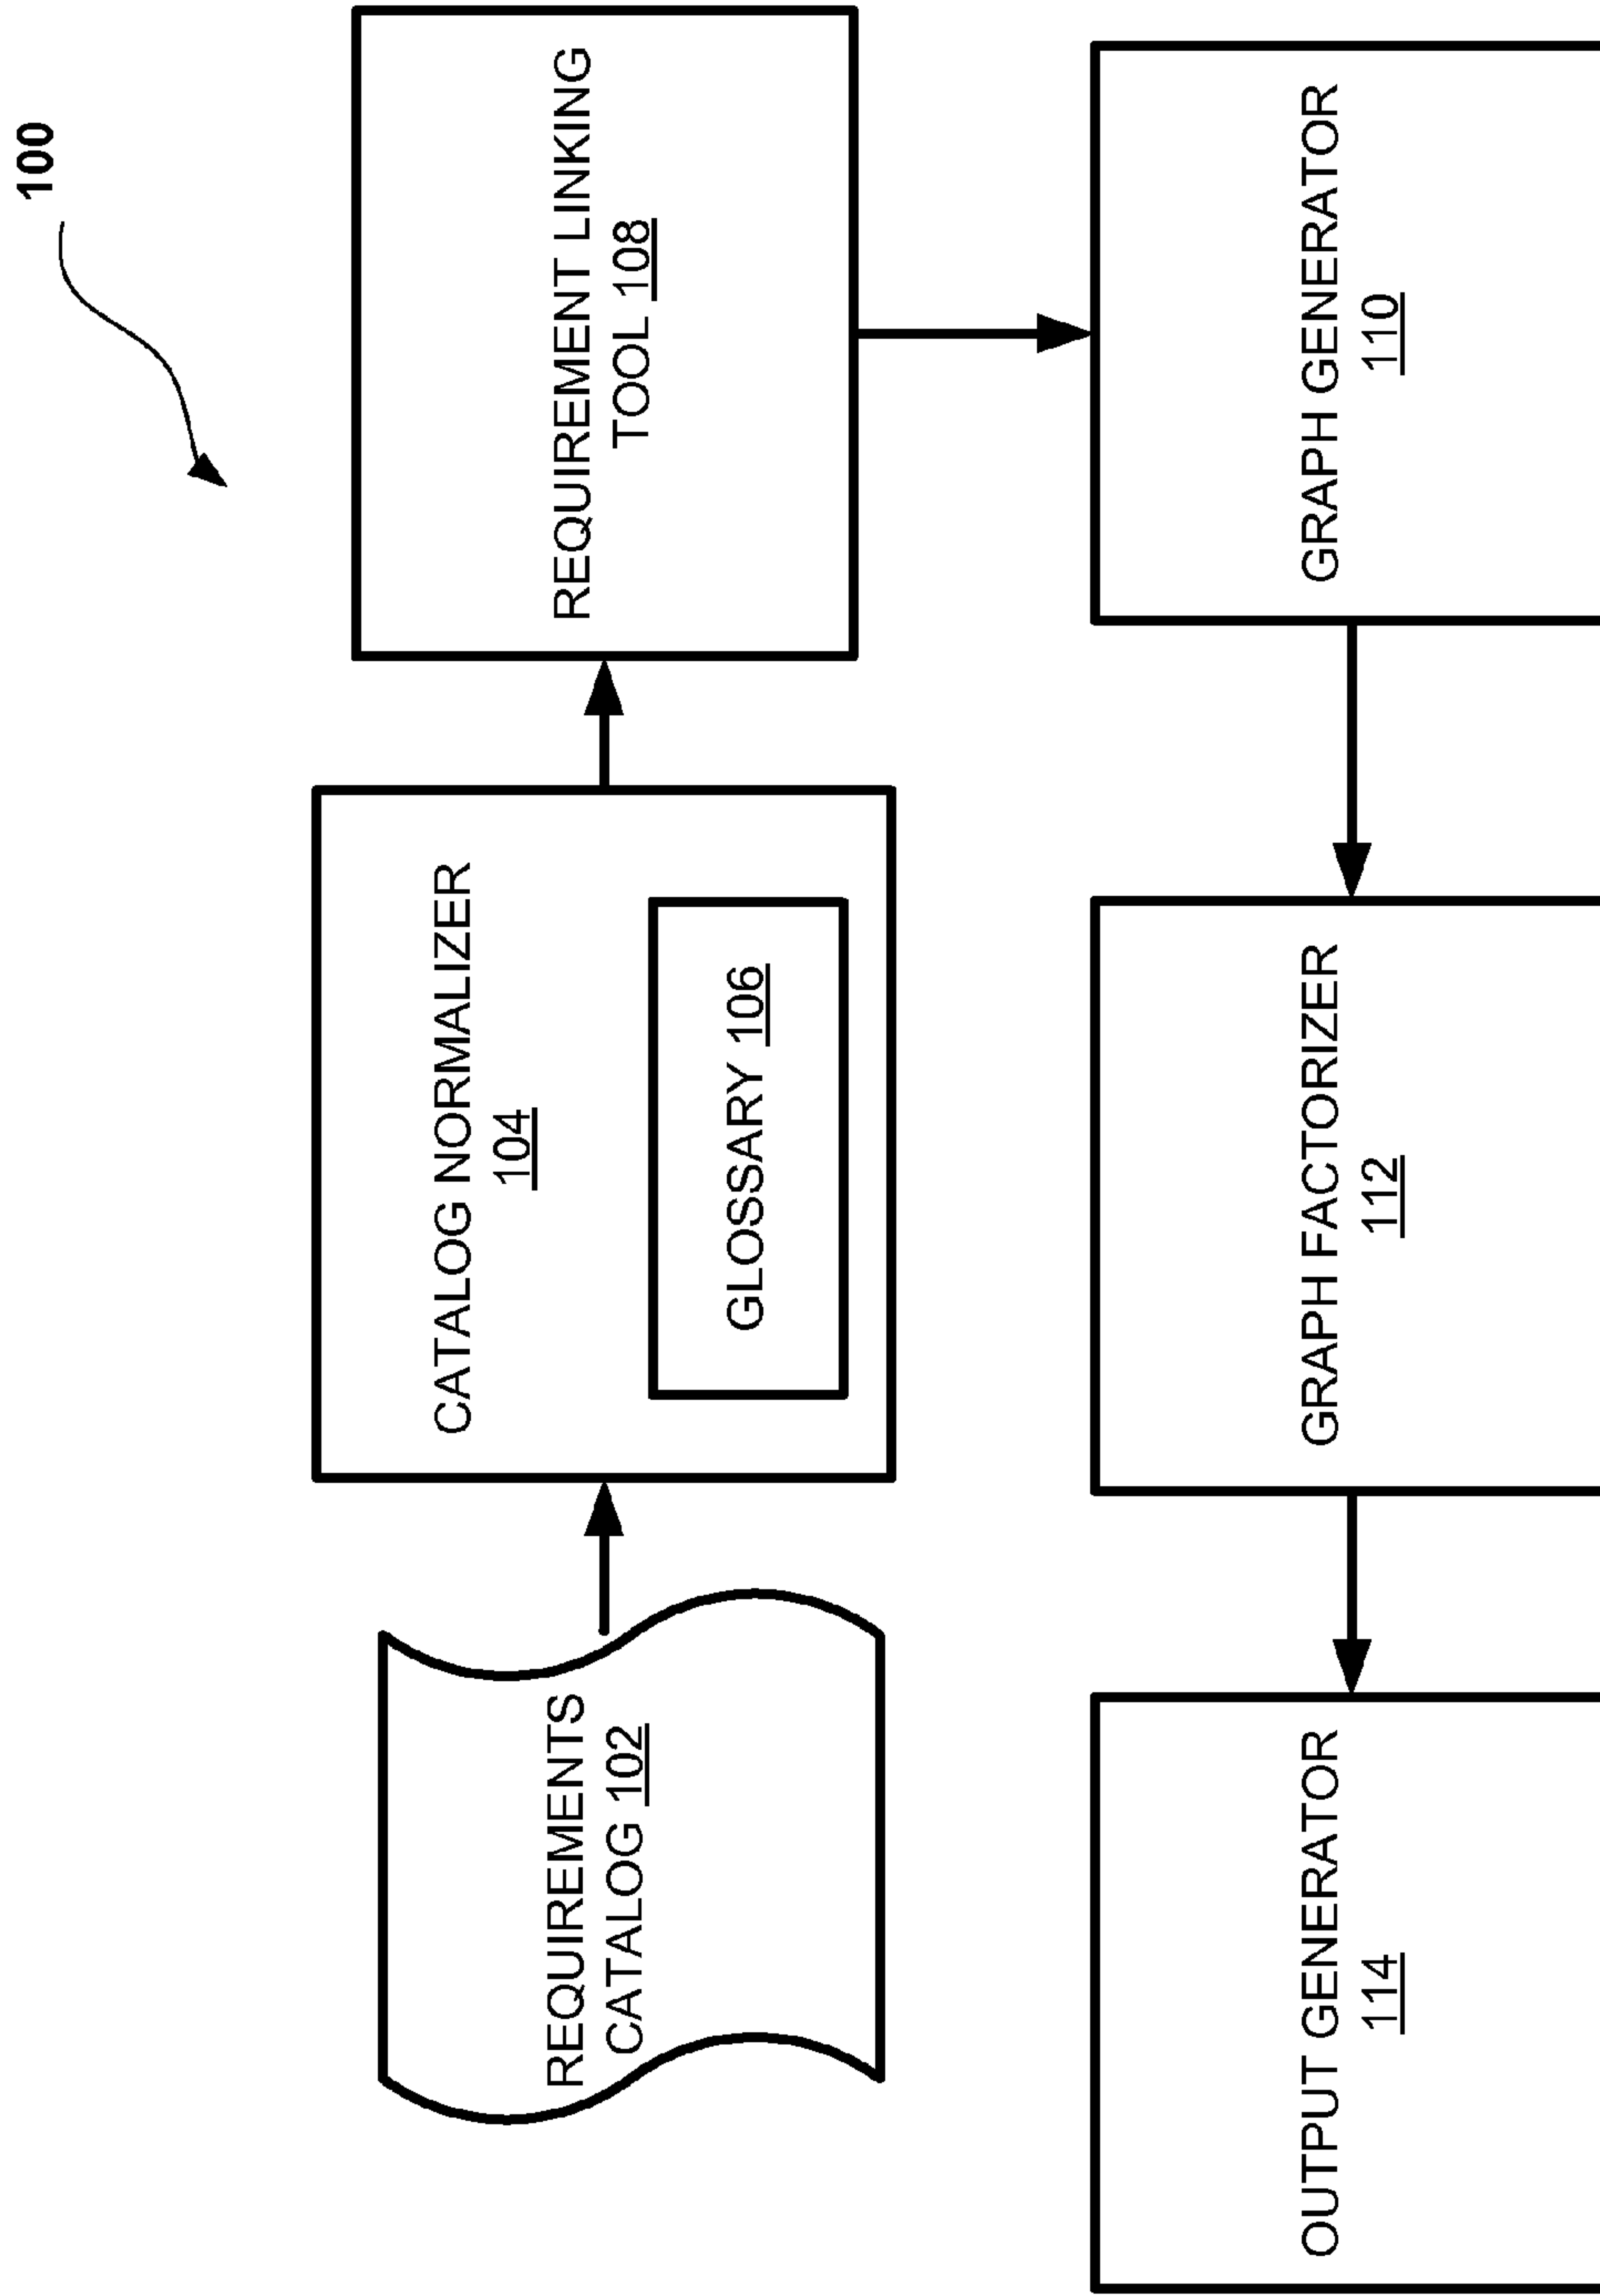 100
REQUIREMENTS
CATALOG 102
CATALOG NORMALIZER
104
GLOSSARY 106
REQUIREMENT LINKING
TOOL 108
OUTPUT GENERATOR
114
GRAPH FACTORIZER
112
GRAPH GENERATOR
110